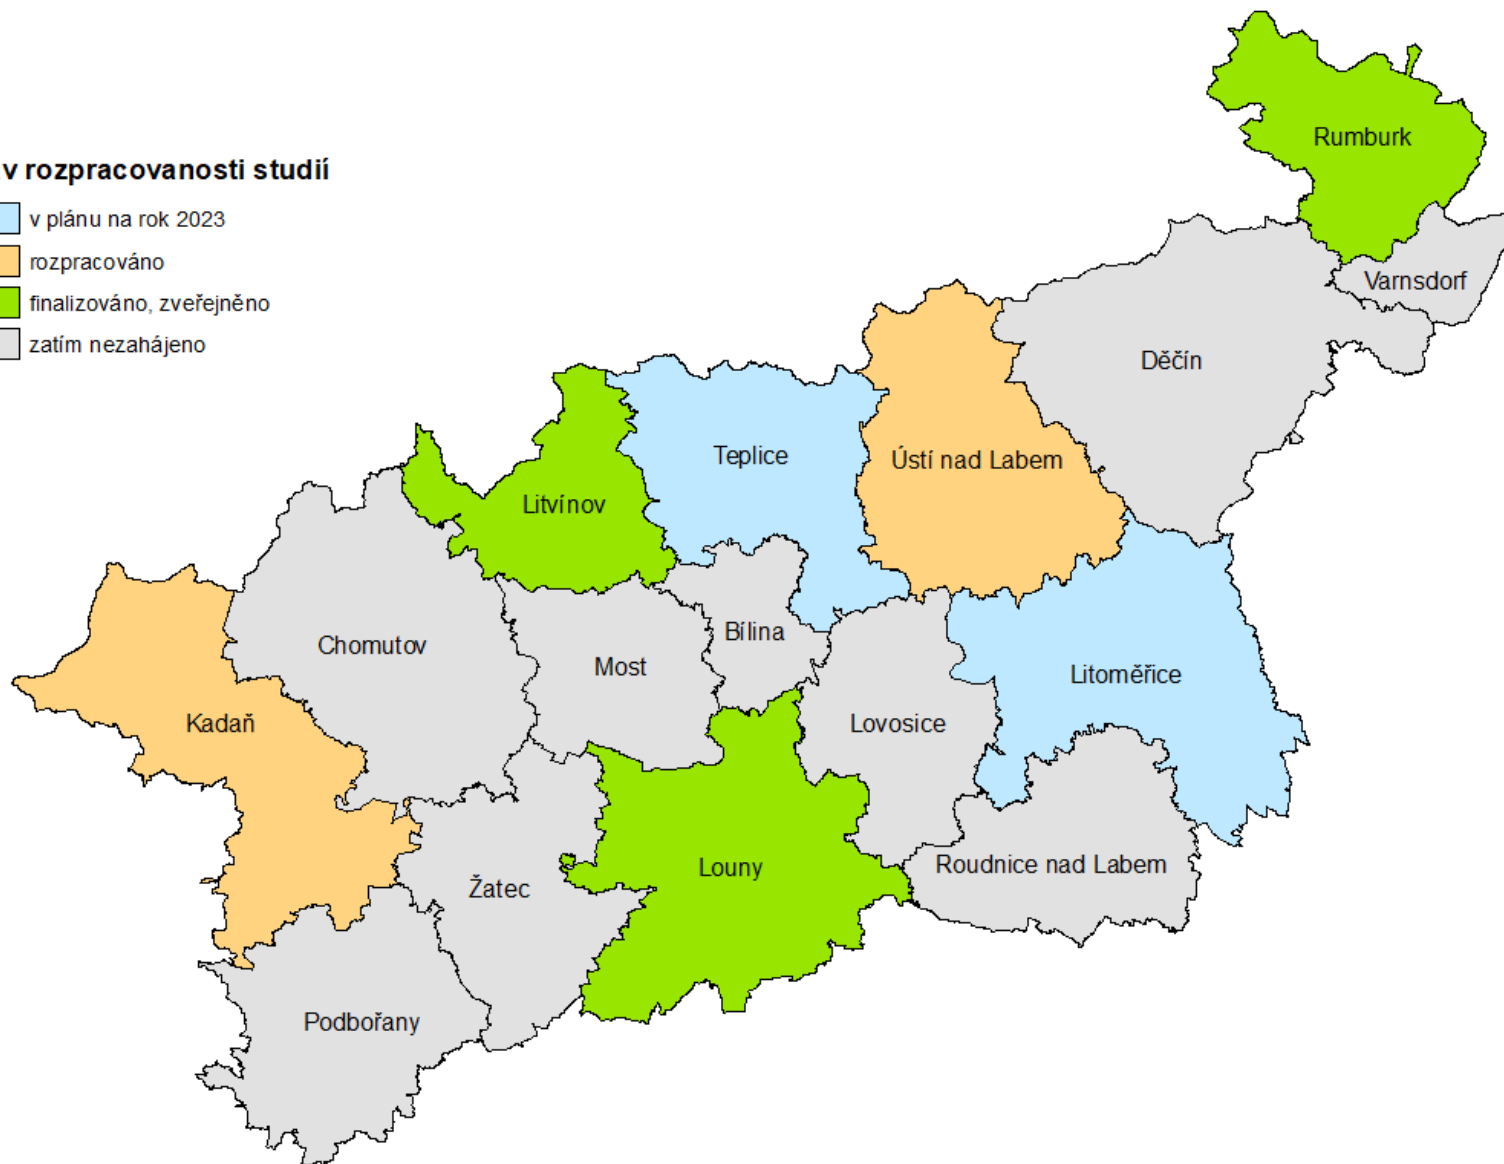 v rozpracovanosti studií
v plánu na rok 2023
rozpracováno
finalizováno, zveřejněno
zatím nezahájeno
Rumburk
Varnsdorf
Děčín
Teplice
Ústí nad Labem
Litvínov
Bílina
Chomutov
Most
Litoměřice
Kadaň
Lovosice
Louny
Roudnice nad Labem
Žatec
Podbořany